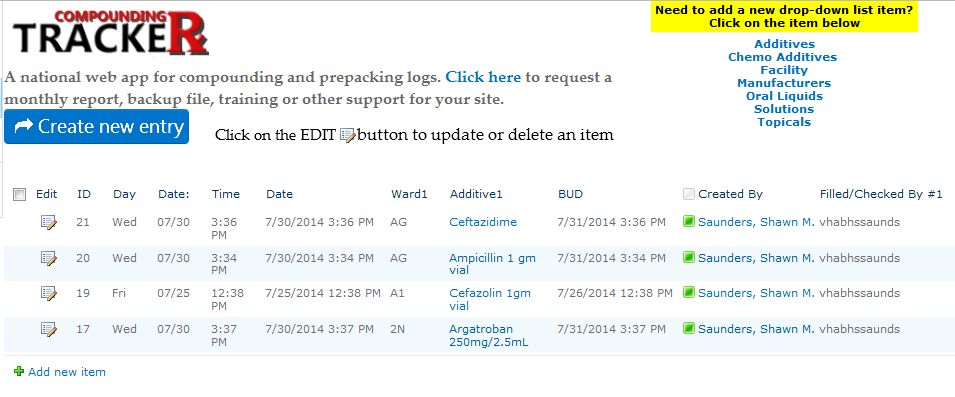 COMPOUNDING
TRACKER
Need to add a new drop-down list item?
Click on the item below
Additives
Chemo Additives
Facility
Manufacturers
Oral Liquids
Solutions
Topicals
A national web app for compounding and prepacking logs. Click here to request a
monthly report, backup file, training or other support for your site.
Create new entry
Click on the EDIT button to update or delete an item
Edit ID Day Date: Time Date Ward1 Additive1 BUD Created By Filled/Checked By #1
21 Wed 07/30 3:36 7/30/2014 3:36 PM AG Ceftazidime 7/31/2014 3:36 PM Saunders, Shawn M. vhabhssaunds
PM
20 Wed 07/30 3:34 7/30/2014 3:34 PM AG Ampicillin 1 gm 7/31/2014 3:34 PM Saunders, Shawn M. vhabhssaunds
PM vial
19 Fri 07/25 12:38 7/25/2014 12:38 PM A1 Cefazolin 1gm 7/26/2014 12:38 PM Saunders, Shawn M. vhabhssaunds
PM vial
17 Wed 07/30 3:37 7/30/2014 3:37 PM 2N Argatroban 7/31/2014 3:37 PM Saunders, Shawn M. vhabhssaunds
PM 250mg/2.5mL
Add new item